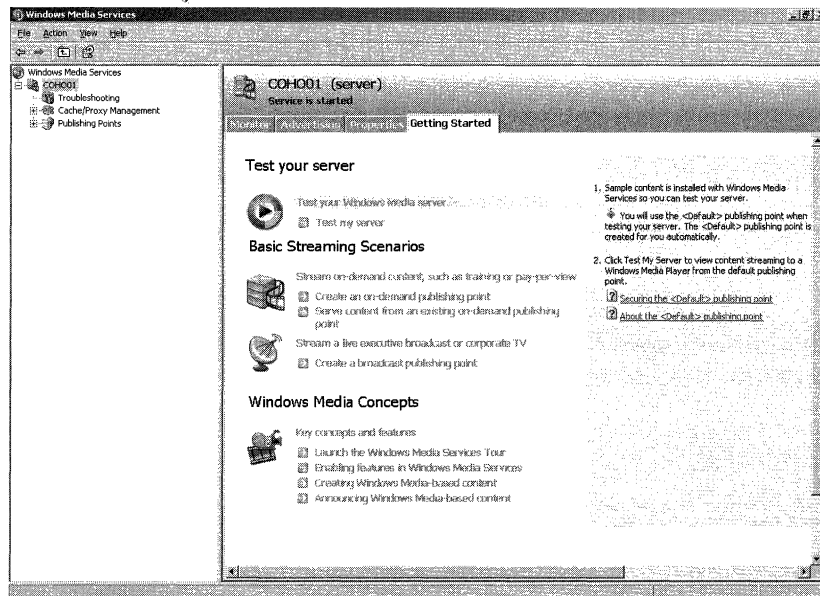 Windows Media Services
File Action View Help
Windows Media Services
COHO01
Troubleshooting
Cache/Proxy Management
Publishing Points
COHO01 (server)
Service is started
Monitor Advertising Properties Getting Started
Test your server
Test your Windows Media server
Test my server
Basic Streaming Scenarios
Stream on-demand content, such as training or pay-per-view
Create an on-demand publishing point
Serve content from an existing on-demand publishing
point
Stream a live executive broadcast or corporate TV
Create a broadcast publishing point
Windows Media Concepts
Key concepts and features
Launch the Windows Media Services Tour
Enabling features in Windows Media Services
Creating Windows Media-based content
Announcing Windows Media-based content
1. Sample content is installed with Windows Media
Services so you can test your server.
You will use the <Default> publishing point when
testing your server. The <Default> publishing point is
created for you automatically.
2. Click Test My Server to view content streaming to a
Windows Media Player from the default publishing
point.
Securing the <Default> publishing point
About the <Default> publishing point